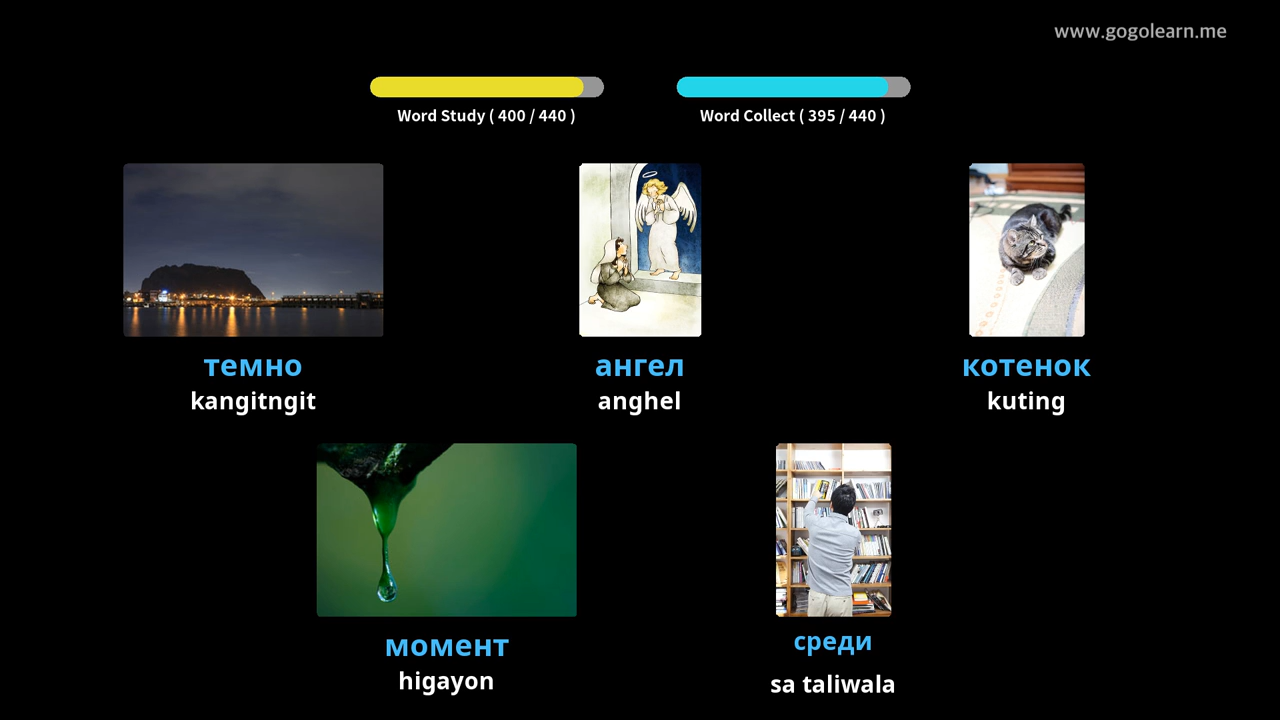 www.gogolearn.me
Word Study ( 400 / 440 )
Word Collect ( 395 / 440 )
темно
kangitngit
ангел
anghel
котенок
kuting
момент
higayon
среди
sa taliwala